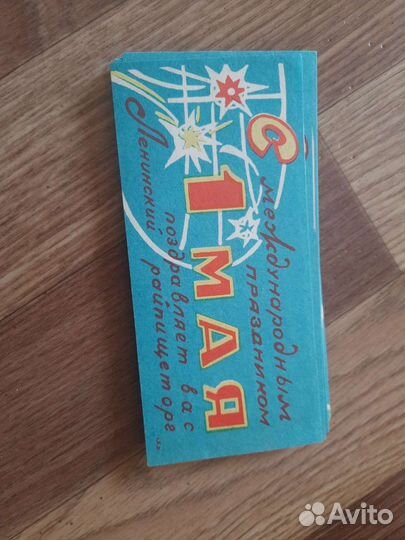 С
международным
праздником
1 МАЯ
поздравляет вас
Ленинский райпищеторг
Avito